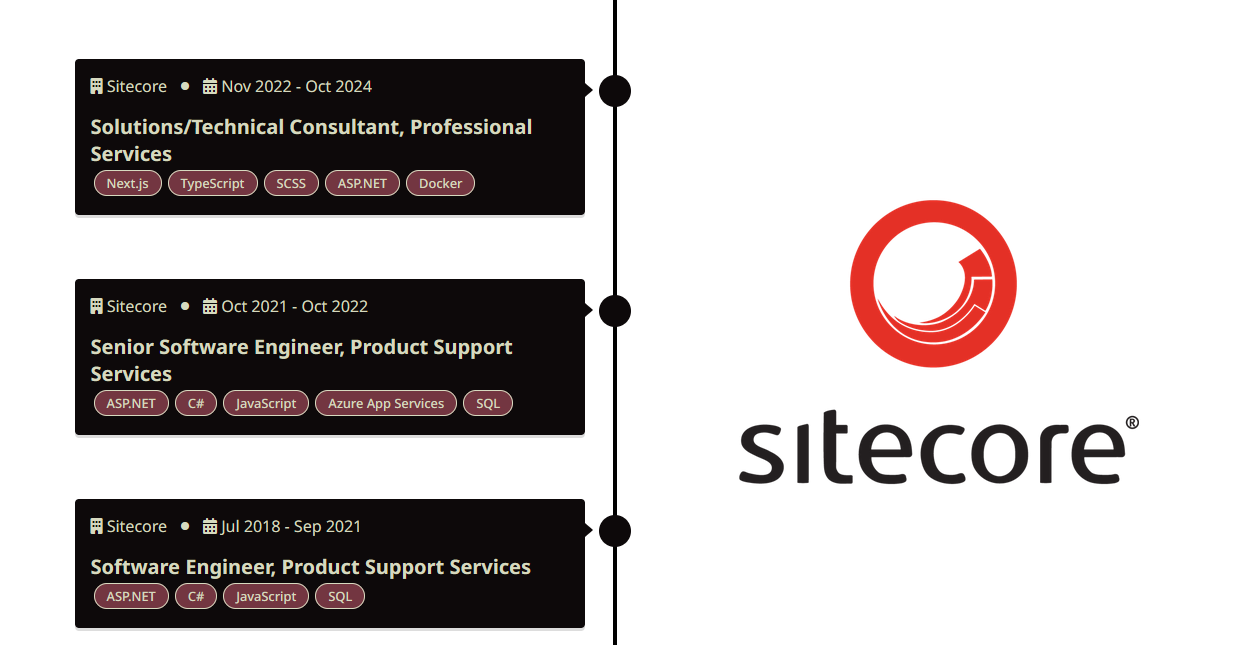 Sitecore ● Nov 2022 - Oct 2024
Solutions/Technical Consultant, Professional
Services
Next.js TypeScript SCSS ASP.NET Docker
Sitecore ● Oct 2021 - Oct 2022
Senior Software Engineer, Product Support
Services
ASP.NET C# JavaScript Azure App Services SQL
Sitecore ● Jul 2018 - Sep 2021
Software Engineer, Product Support Services
ASP.NET C# JavaScript SQL
sitecore®